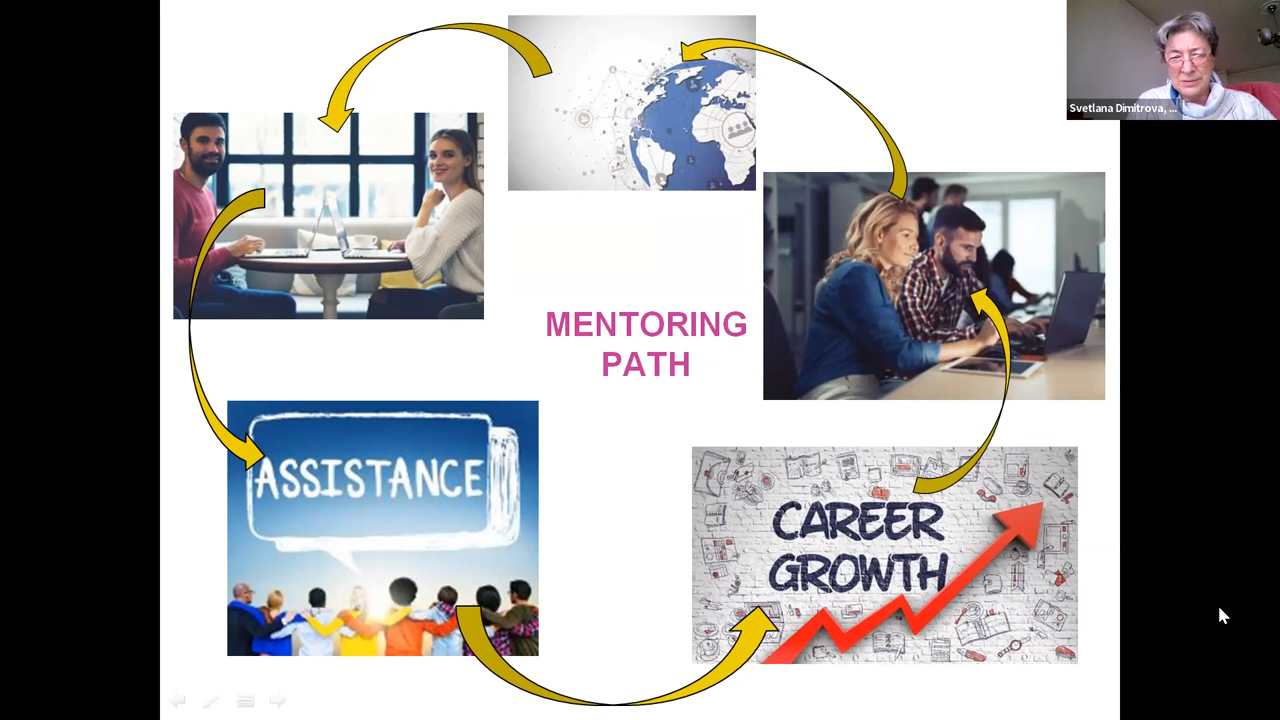 Svetlana Dimitrova, ...
MENTORING
PATH
ASSISTANCE
CAREER
GROWTH